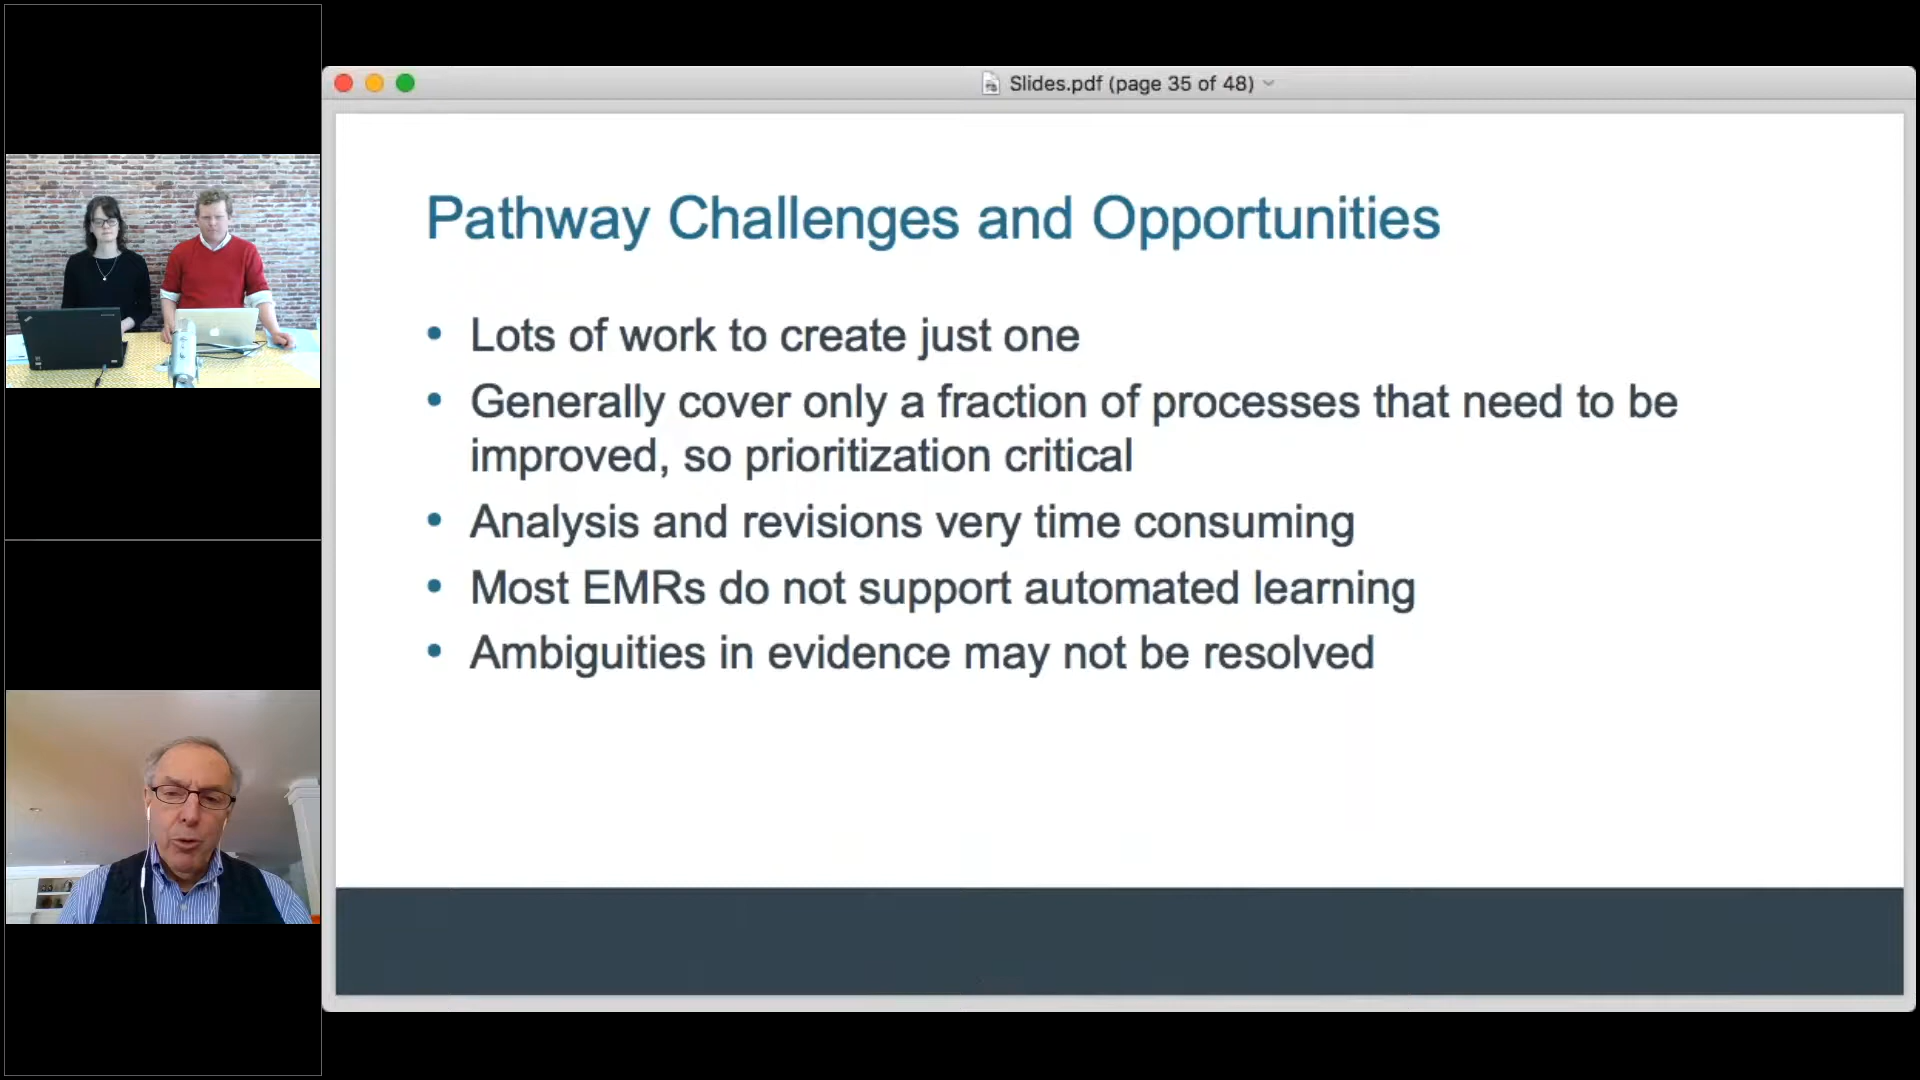 Slides.pdf (page 35 of 48)
Pathway Challenges and Opportunities
• Lots of work to create just one
• Generally cover only a fraction of processes that need to be
improved, so prioritization critical
• Analysis and revisions very time consuming
• Most EMRs do not support automated learning
• Ambiguities in evidence may not be resolved